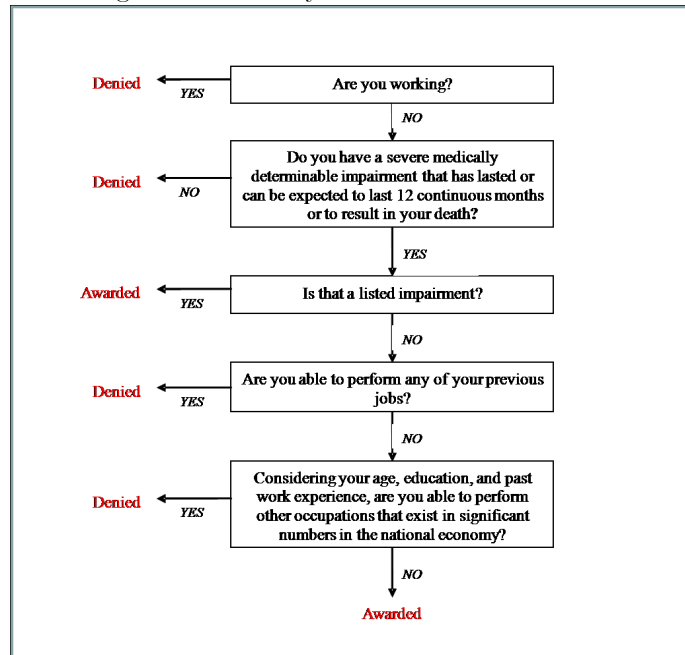 Denied
YES
Are you working?
NO
Do you have a severe medically
determinable impairment that has lasted or
can be expected to last 12 continuous months
or to result in your death?
Denied
NO
YES
Awarded
YES
Is that a listed impairment?
NO
Are you able to perform any of your previous
jobs?
Denied
YES
NO
Considering your age, education, and past
work experience, are you able to perform
other occupations that exist in significant
numbers in the national economy?
Denied
YES
NO
Awarded